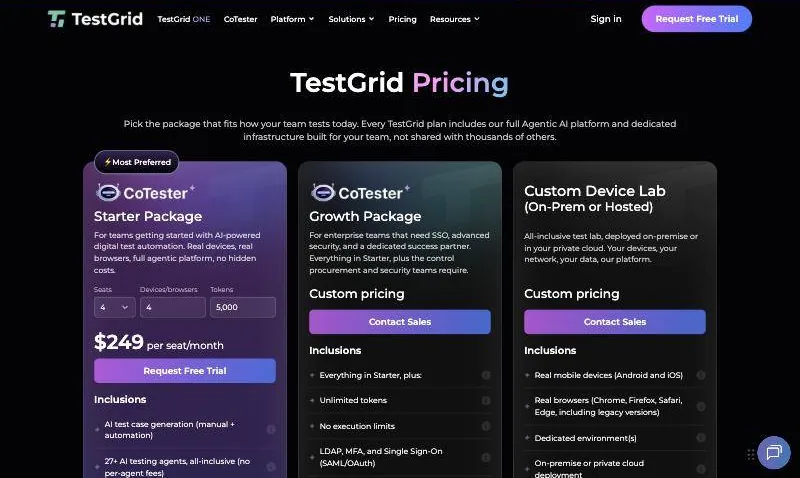 TestGrid
TestGrid ONE
CoTester
Platform
Solutions
Pricing
Resources
Sign in
Request Free Trial
TestGrid Pricing
Pick the package that fits how your team tests today. Every TestGrid plan includes our full Agentic AI platform and dedicated
infrastructure built for your team, not shared with thousands of others.
⚡Most Preferred
CoTester
Starter Package
For teams getting started with AI-powered
digital test automation. Real devices, real
browsers, full agentic platform, no hidden
costs.
Seats
Devices/browsers
Tokens
4
4
5,000
$249 per seat/month
Request Free Trial
Inclusions
AI test case generation (manual +
automation)
27+ AI testing agents, all-inclusive (no
per-agent fees)
CoTester
Growth Package
For enterprise teams that need SSO, advanced
security, and a dedicated success partner.
Everything in Starter, plus the control
procurement and security teams require.
Custom pricing
Contact Sales
Inclusions
Everything in Starter, plus:
Unlimited tokens
No execution limits
LDAP, MFA, and Single Sign-On
(SAML/OAuth)
Custom Device Lab
(On-Prem or Hosted)
All-inclusive test lab, deployed on-premise or
in your private cloud. Your devices, your
network, your data, our platform.
Custom pricing
Contact Sales
Inclusions
Real mobile devices (Android and iOS)
Real browsers (Chrome, Firefox, Safari,
Edge, including legacy versions)
Dedicated environment(s)
On-premise or private cloud
deployment